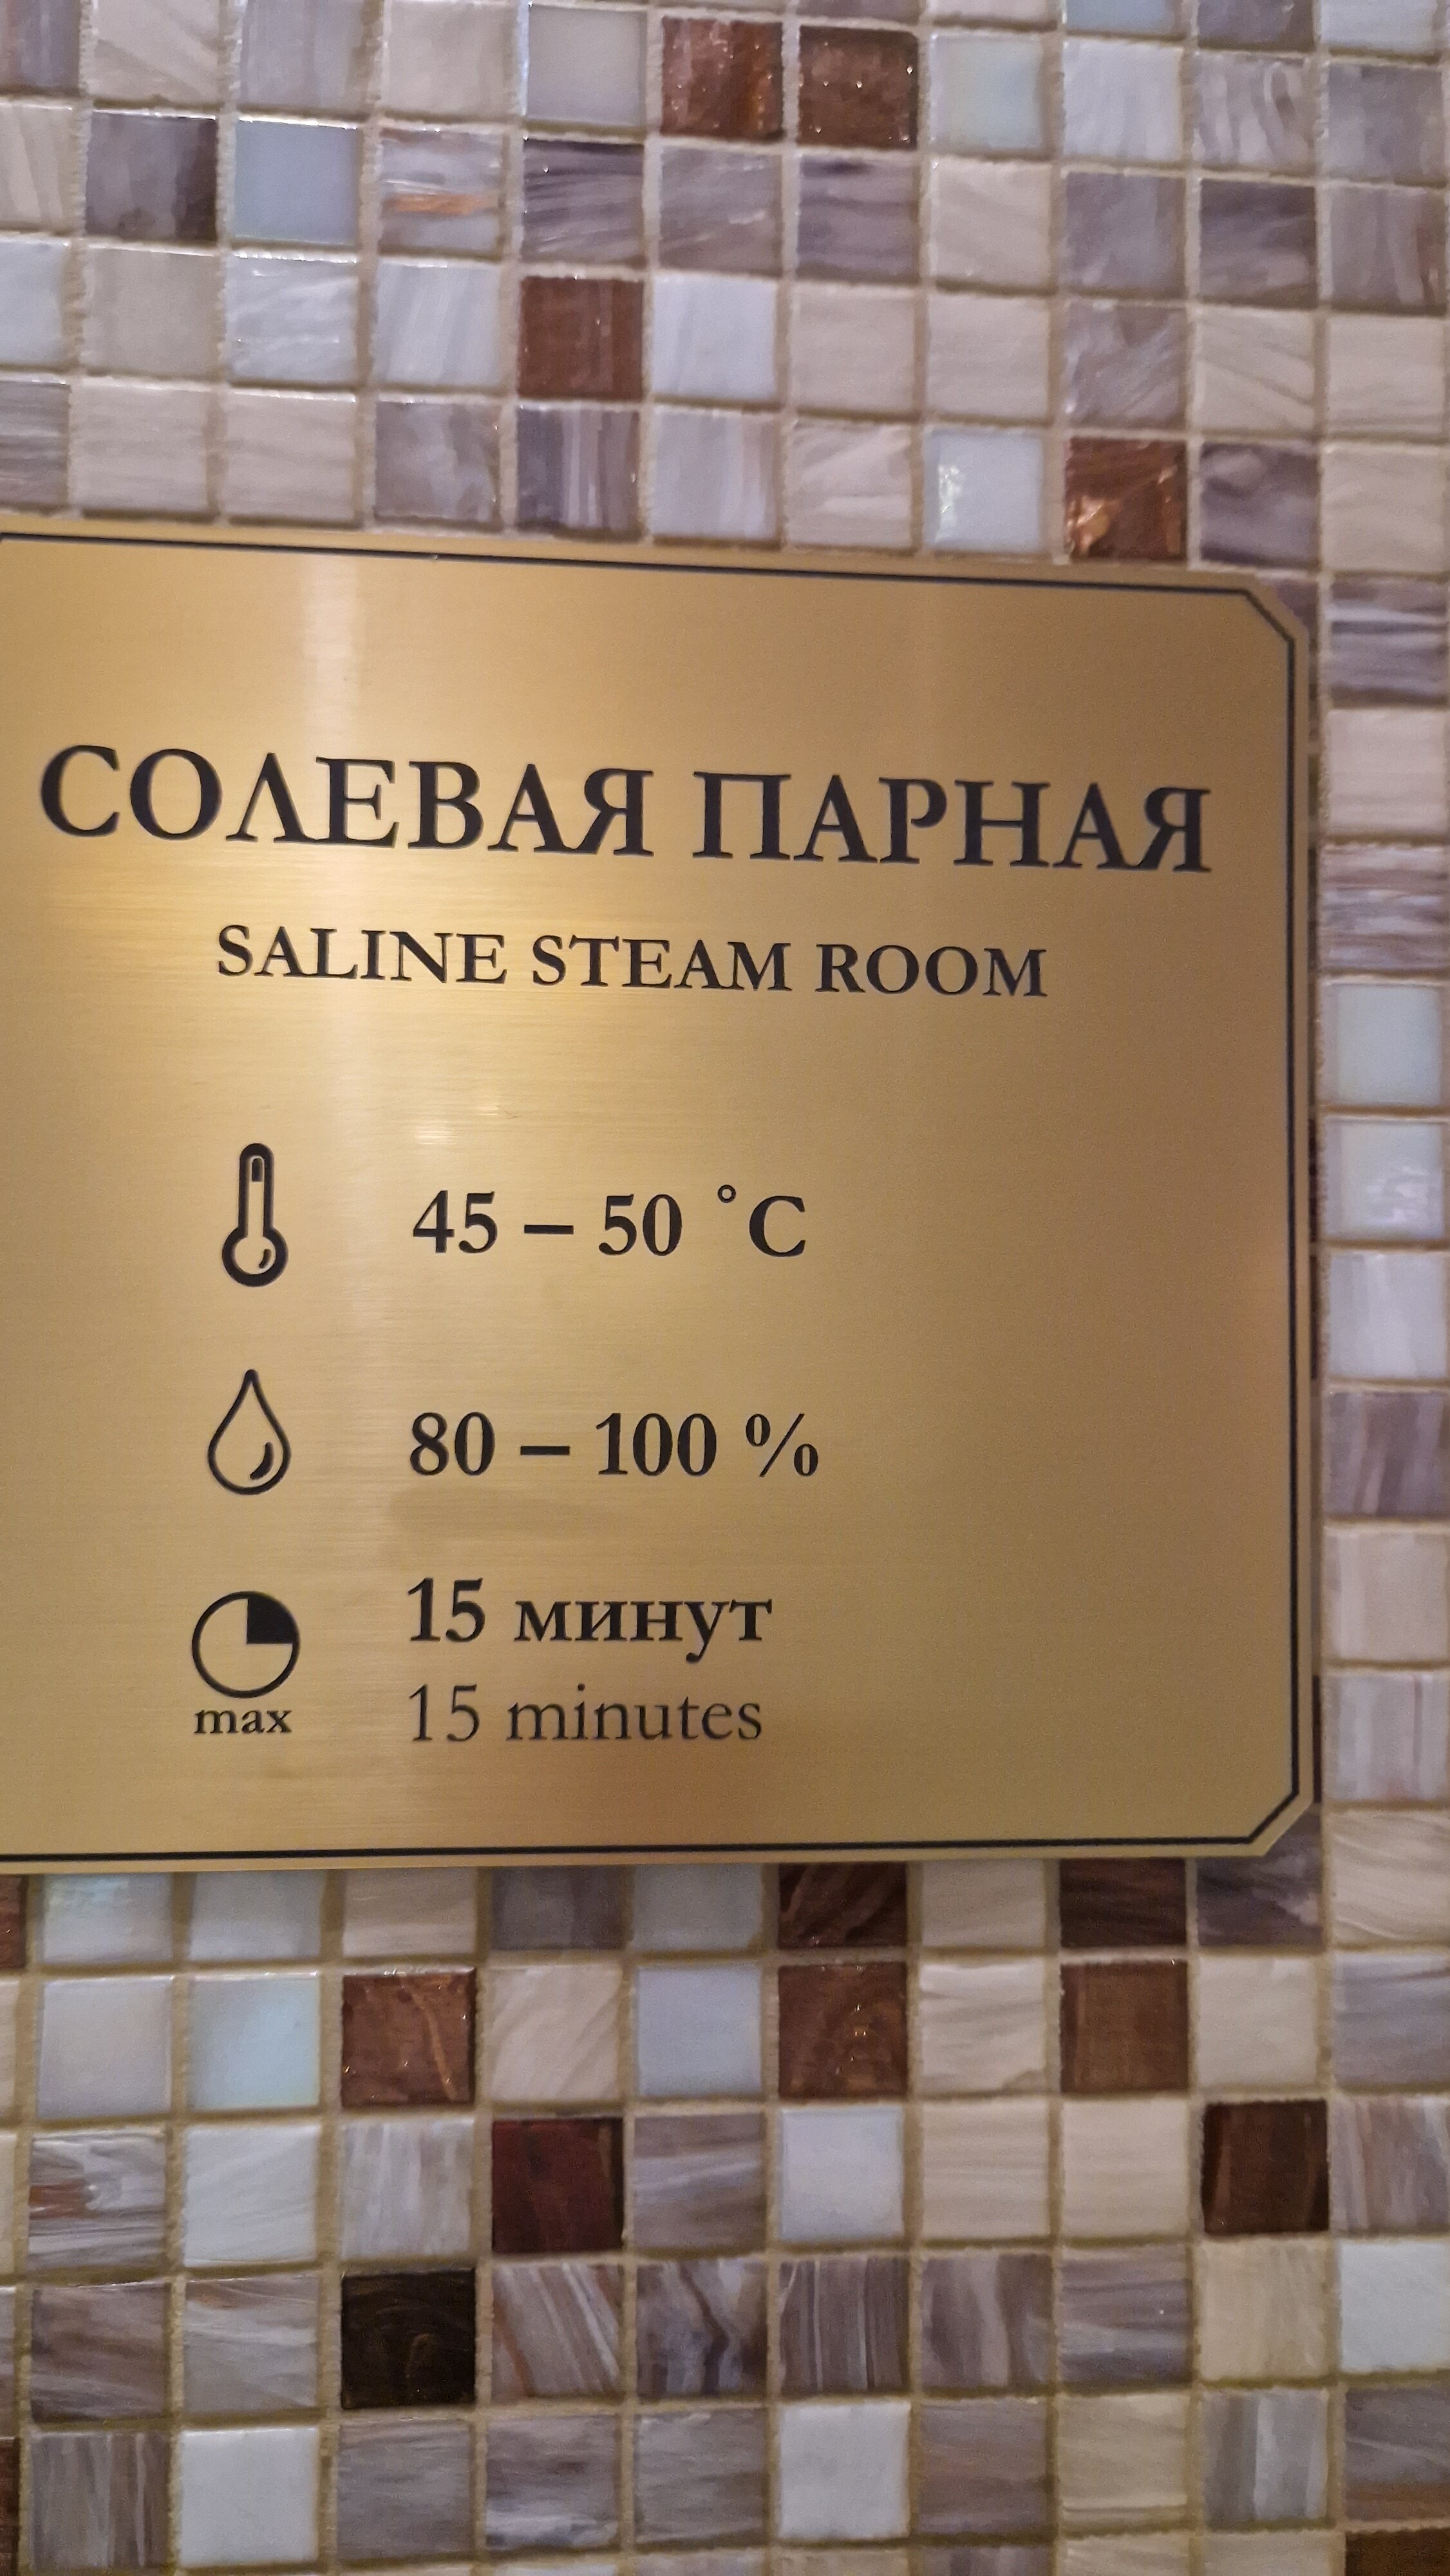 СОЛЕВАЯ ПАРНАЯ
SALINE STEAM ROOM
45 – 50 °C
80 – 100 %
15 минут
max
15 minutes